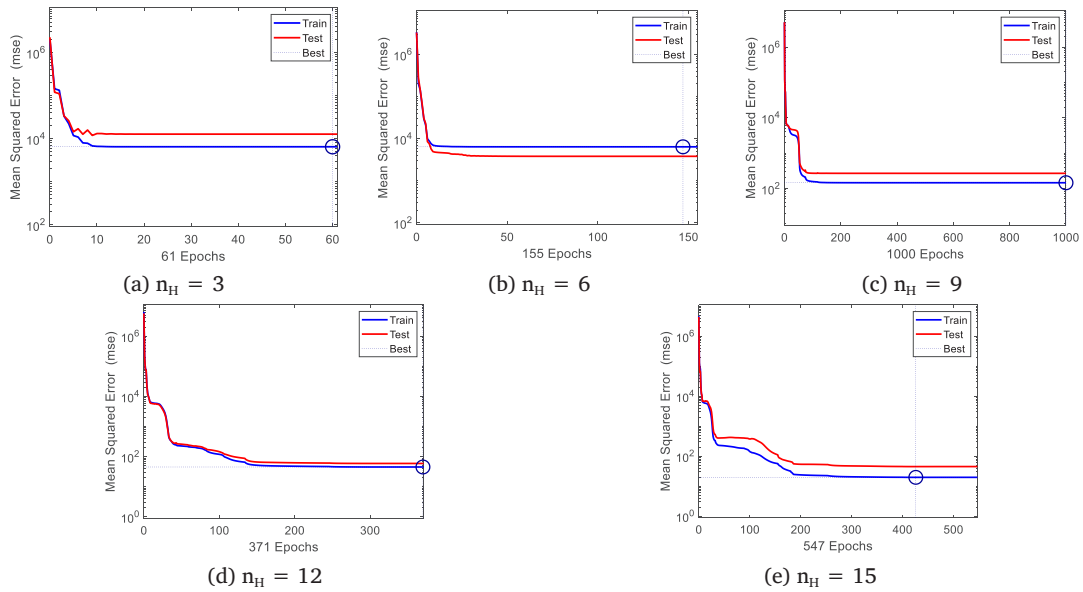 Mean Squared Error (mse)
10^6
10^4
10^2
Train
Test
Best
0 10 20 30 40 50 60
61 Epochs
(a) n_H = 3
Mean Squared Error (mse)
10^6
10^4
10^2
Train
Test
Best
0 50 100 150
155 Epochs
(b) n_H = 6
Mean Squared Error (mse)
10^6
10^4
10^2
Train
Test
Best
0 200 400 600 800 1000
1000 Epochs
(c) n_H = 9
Mean Squared Error (mse)
10^6
10^4
10^2
10^0
Train
Test
Best
0 100 200 300
371 Epochs
(d) n_H = 12
Mean Squared Error (mse)
10^6
10^4
10^2
10^0
Train
Test
Best
0 100 200 300 400 500
547 Epochs
(e) n_H = 15